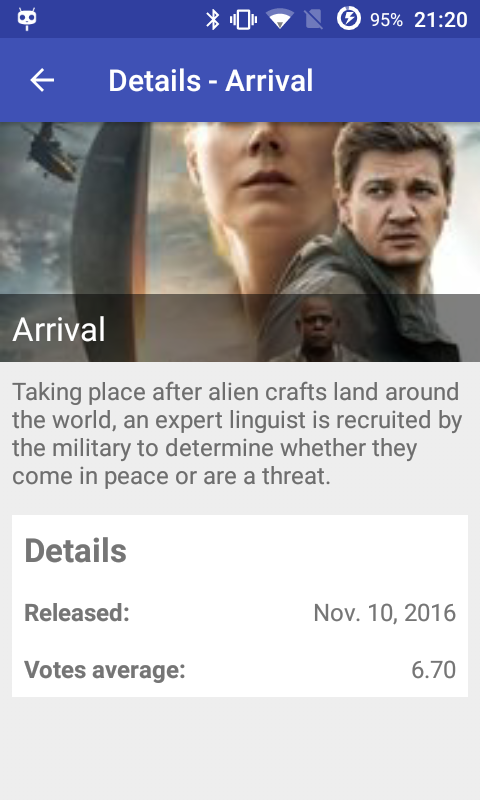 95% 21:20
Details - Arrival
Arrival
Taking place after alien crafts land around
the world, an expert linguist is recruited by
the military to determine whether they
come in peace or are a threat.
Details
Released: Nov. 10, 2016
Votes average: 6.70